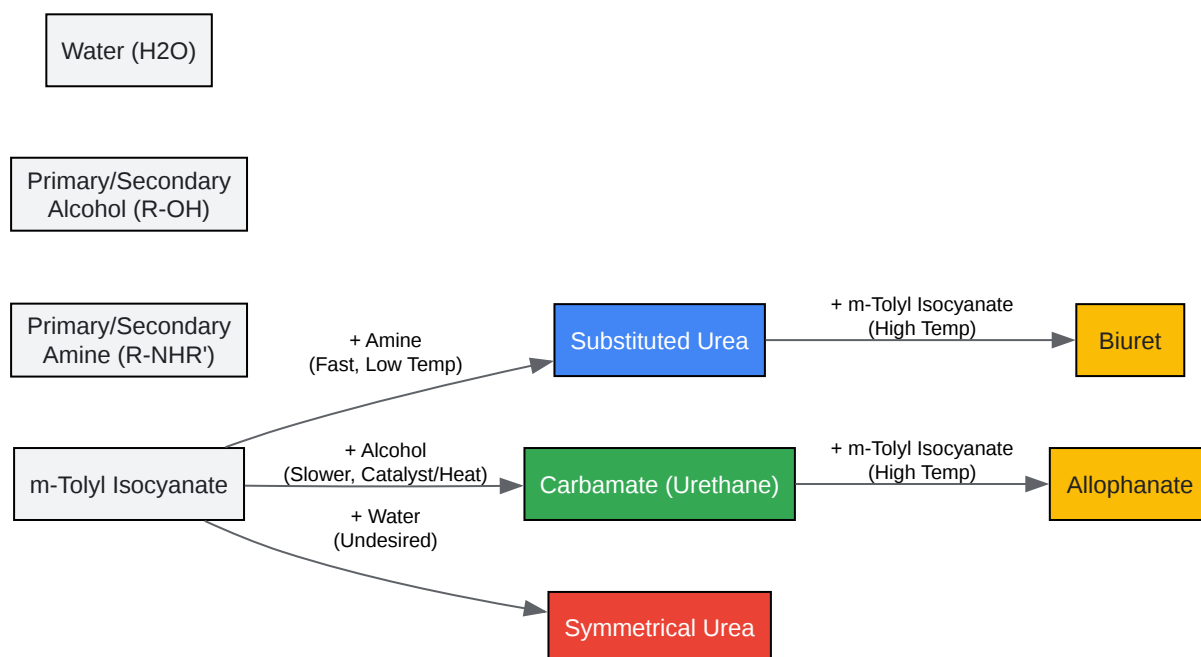 Water (H2O)
Primary/Secondary
Alcohol (R-OH)
Primary/Secondary
Amine (R-NHR')
+ Amine
(Fast, Low Temp)
Substituted Urea
+ m-Tolyl Isocyanate
(High Temp)
Biuret
m-Tolyl Isocyanate
+ Alcohol
(Slower, Catalyst/Heat)
Carbamate (Urethane)
+ m-Tolyl Isocyanate
(High Temp)
Allophanate
+ Water
(Undesired)
Symmetrical Urea